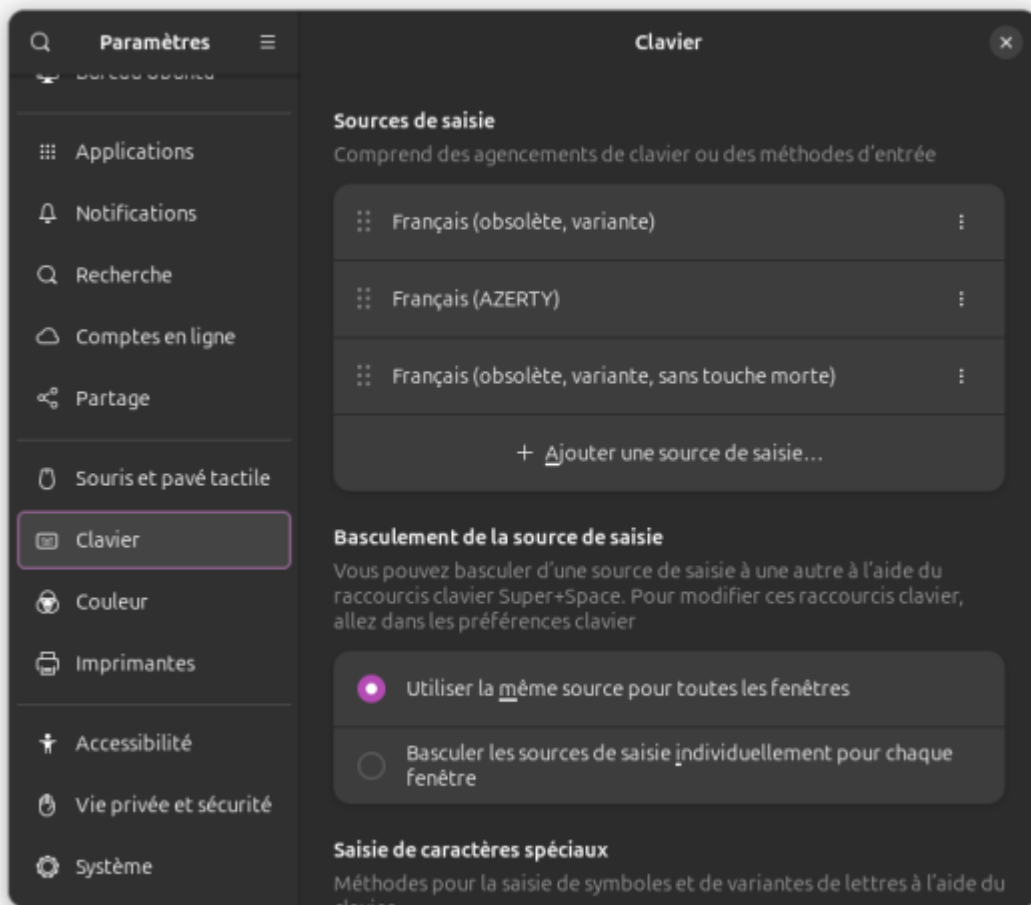 Paramètres
Clavier
Bureau Ubuntu
Applications
Notifications
Recherche
Comptes en ligne
Partage
Souris et pavé tactile
Clavier
Couleur
Imprimantes
Accessibilité
Vie privée et sécurité
Système
Sources de saisie
Comprend des agencements de clavier ou des méthodes d'entrée
Français (obsolète, variante)
Français (AZERTY)
Français (obsolète, variante, sans touche morte)
+ Ajouter une source de saisie…
Basculement de la source de saisie
Vous pouvez basculer d'une source de saisie à une autre à l'aide du
raccourcis clavier Super+Space. Pour modifier ces raccourcis clavier,
allez dans les préférences clavier
Utiliser la même source pour toutes les fenêtres
Basculer les sources de saisie individuellement pour chaque
fenêtre
Saisie de caractères spéciaux
Méthodes pour la saisie de symboles et de variantes de lettres à l'aide du